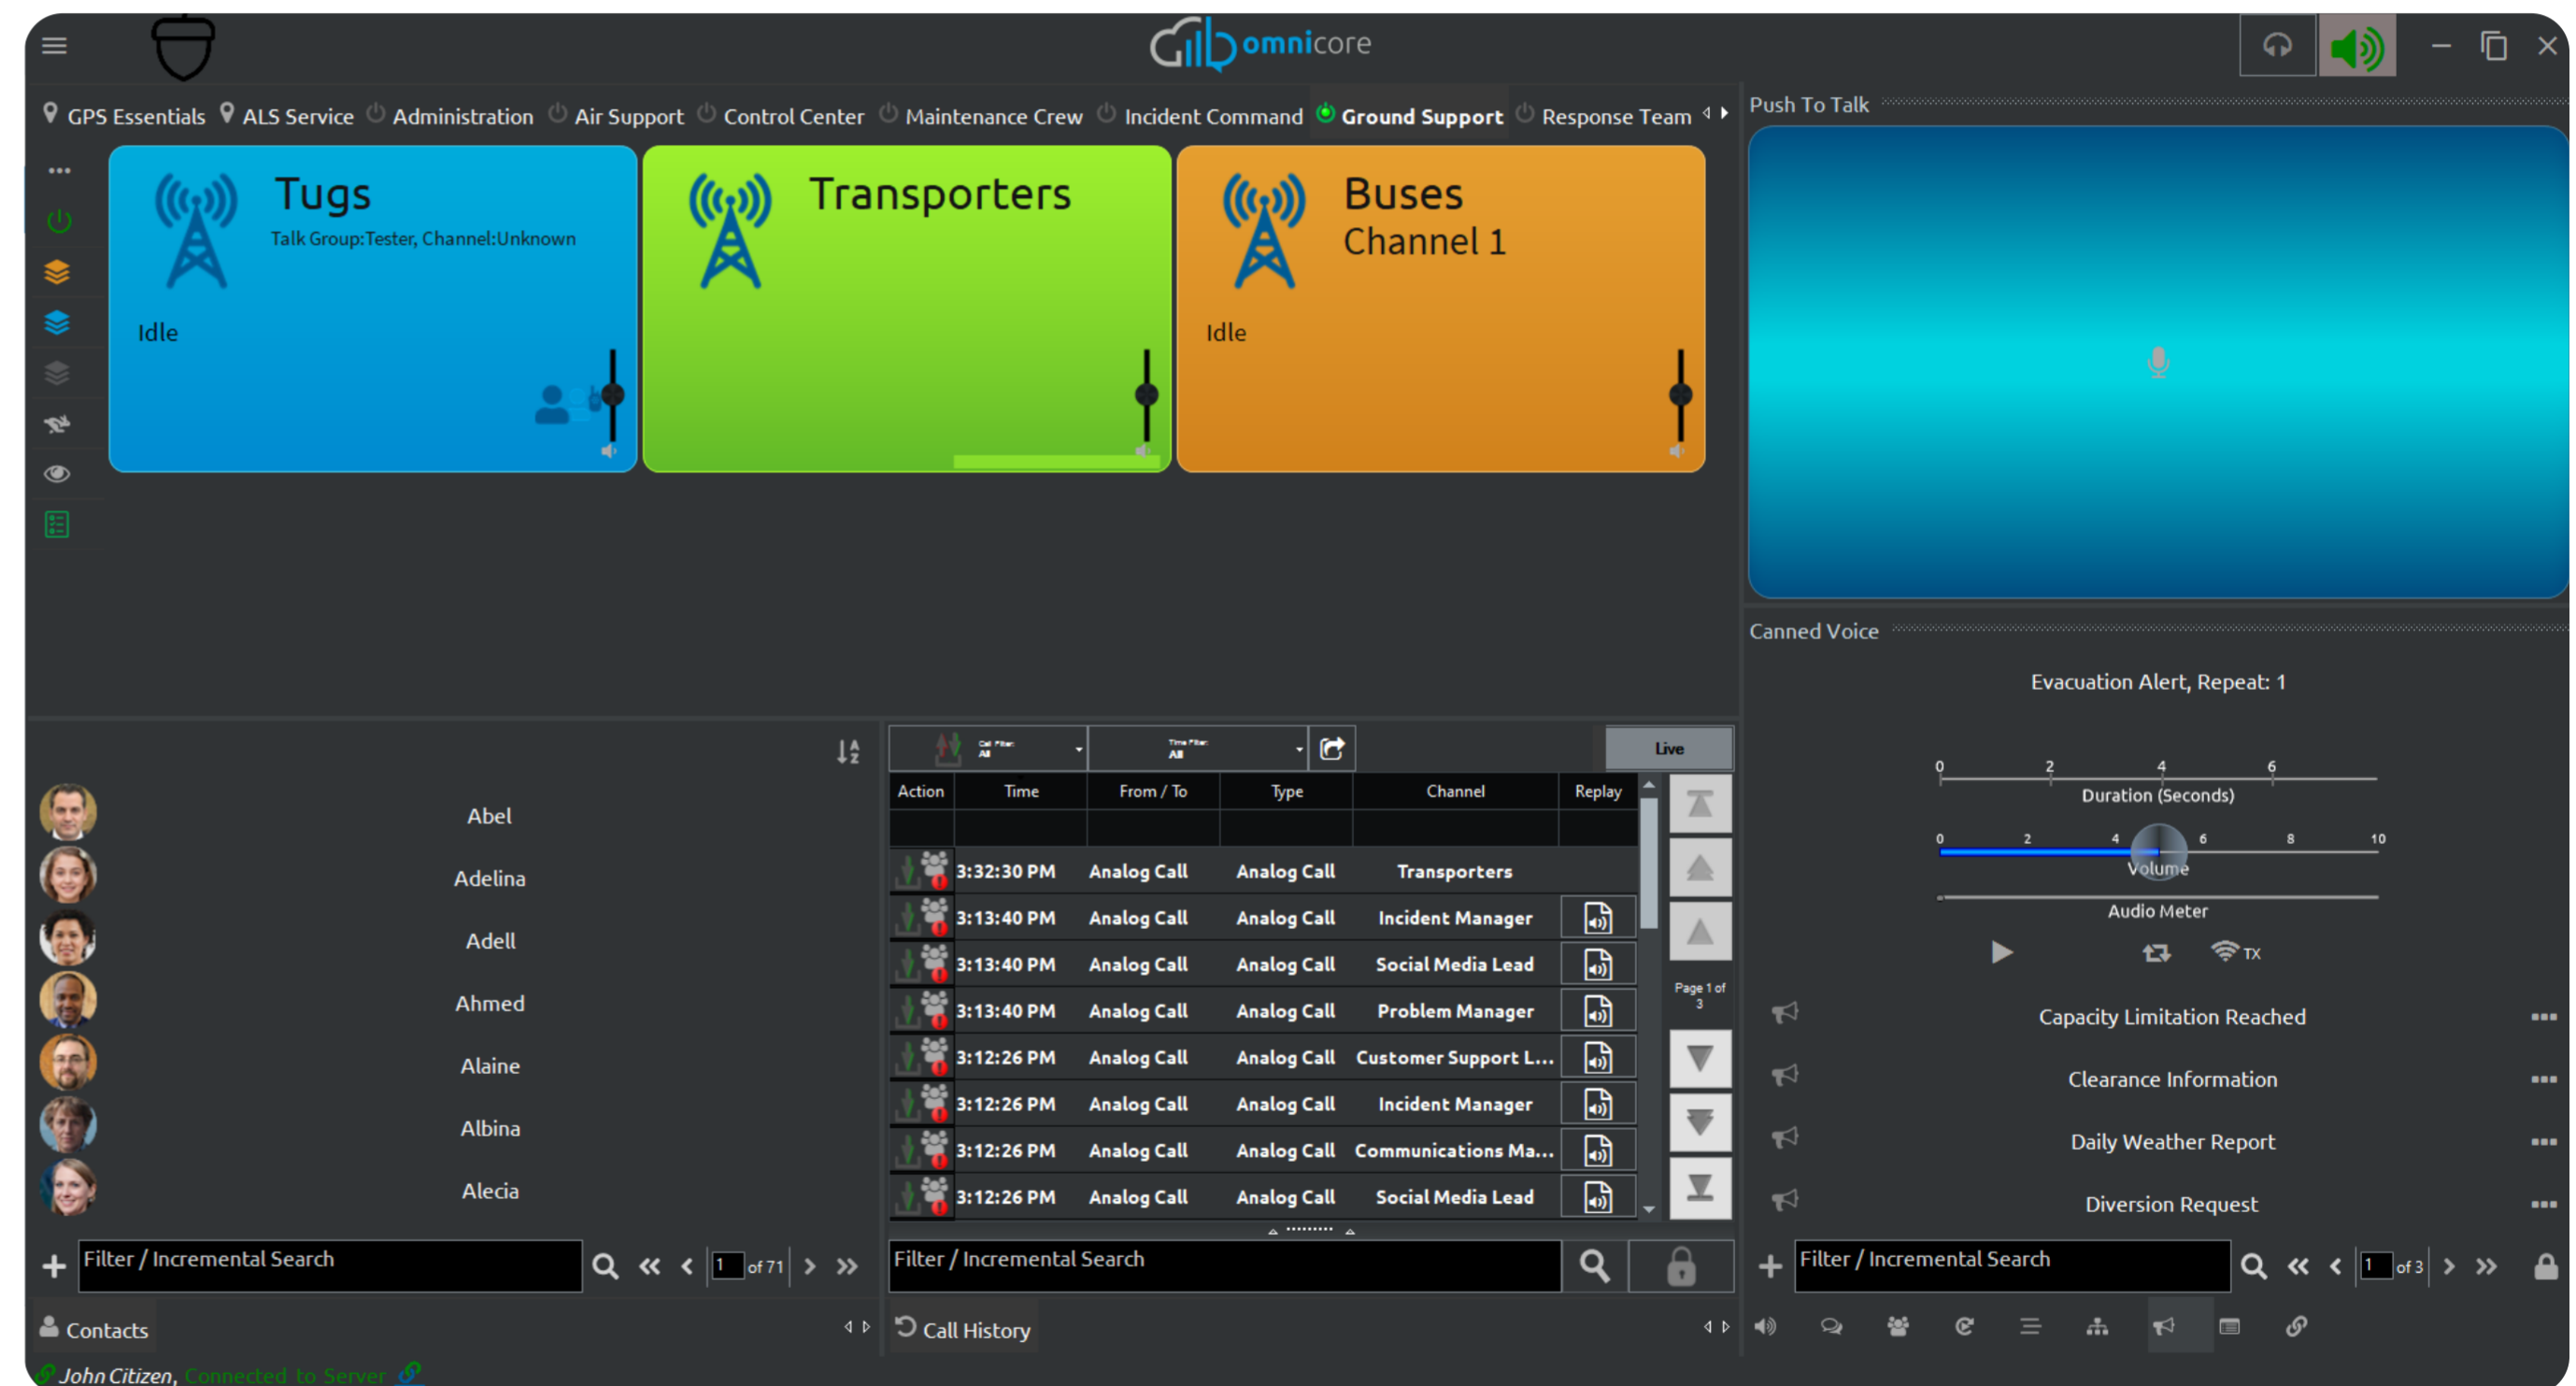 omnicore
GPS Essentials ALS Service Administration Air Support Control Center Maintenance Crew Incident Command Ground Support Response Team
Tugs
Talk Group:Tester, Channel:Unknown
Idle
Transporters
Buses
Channel 1
Idle
Push To Talk
Canned Voice
Evacuation Alert, Repeat: 1
0 2 4 6
Duration (Seconds)
0 2 4 6 8 10
Volume
Audio Meter
TX
Capacity Limitation Reached
Clearance Information
Daily Weather Report
Diversion Request
Filter / Incremental Search 1 of 3
A
Z
Abel
Adelina
Adell
Ahmed
Alaine
Albina
Alecia
Filter / Incremental Search 1 of 71
Contacts
Call Filter:
All
Time Filter:
All
Live
Action Time From / To Type Channel Replay
3:32:30 PM Analog Call Analog Call Transporters
3:13:40 PM Analog Call Analog Call Incident Manager
3:13:40 PM Analog Call Analog Call Social Media Lead
3:13:40 PM Analog Call Analog Call Problem Manager
3:12:26 PM Analog Call Analog Call Customer Support L...
3:12:26 PM Analog Call Analog Call Incident Manager
3:12:26 PM Analog Call Analog Call Communications Ma...
3:12:26 PM Analog Call Analog Call Social Media Lead
Page 1 of
3
Filter / Incremental Search
Call History
John Citizen, Connected to Server